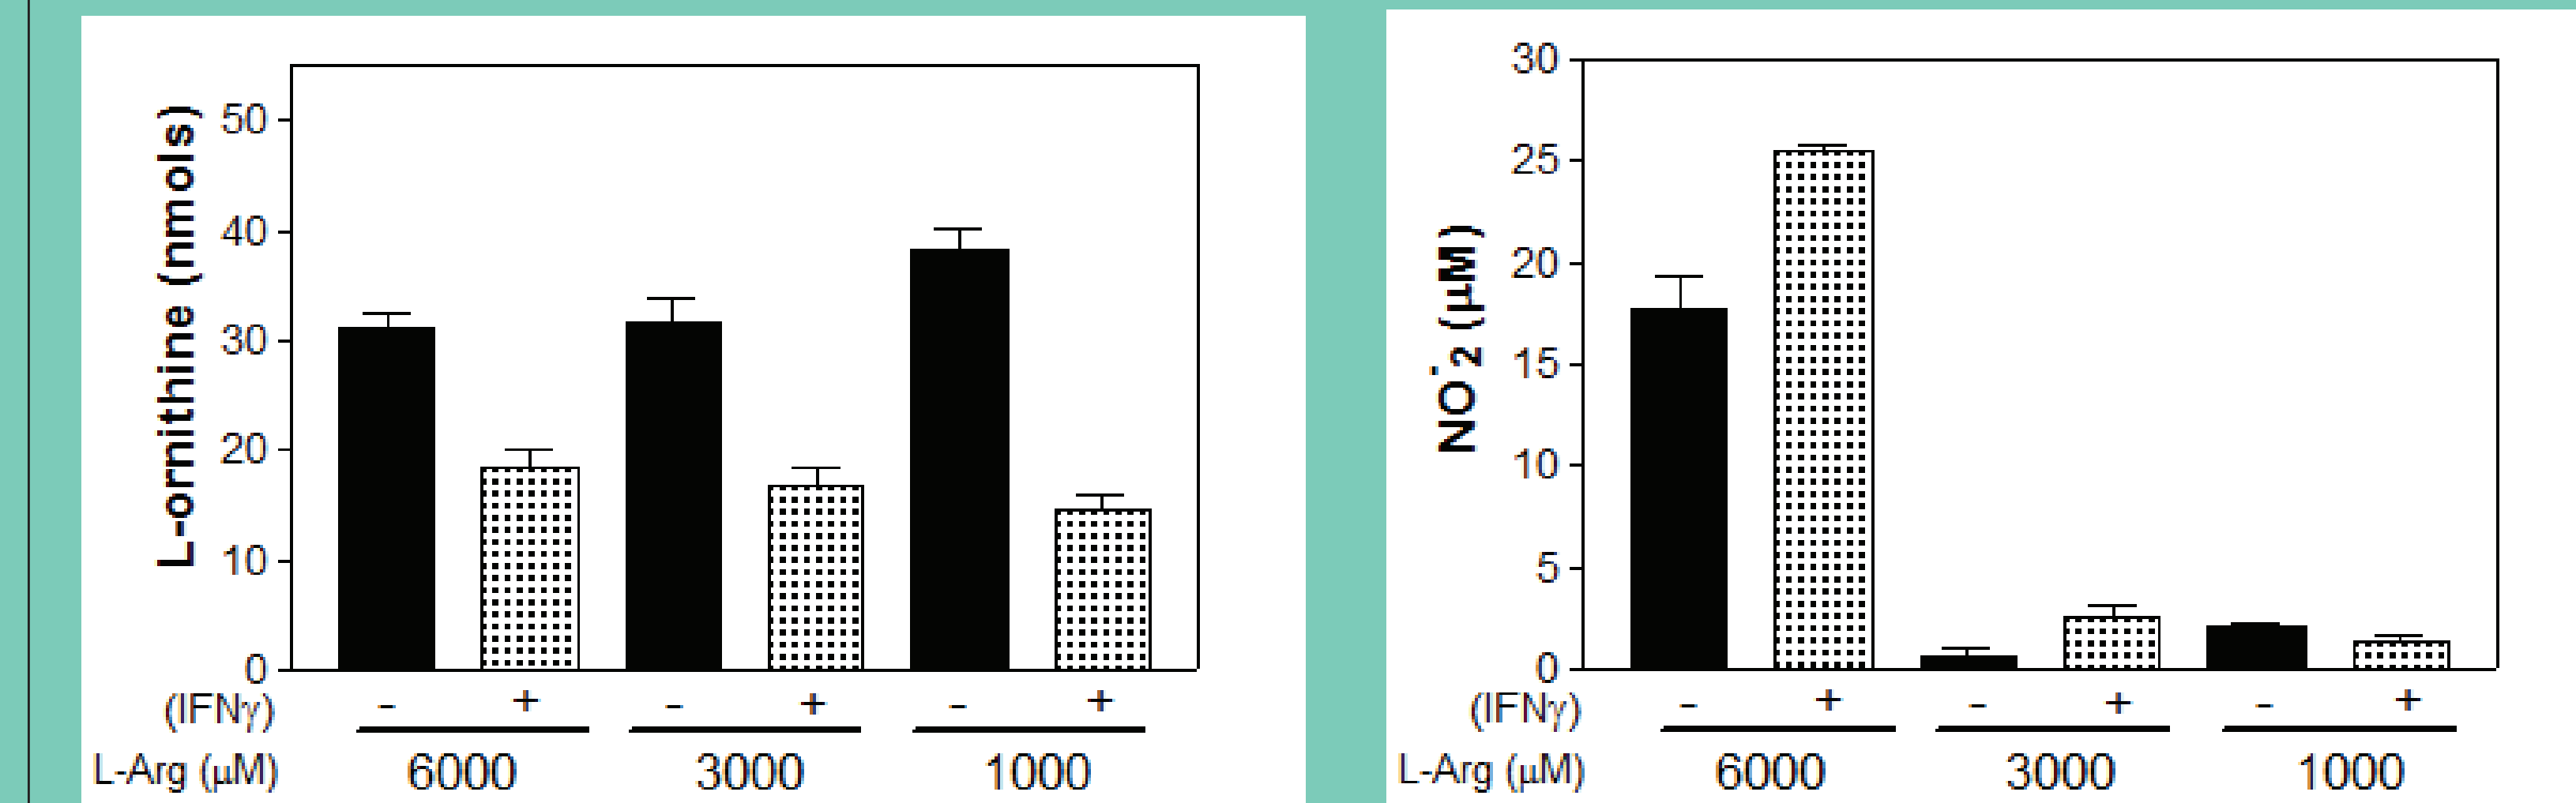 L-ornithine (nmols)
50
40
30
20
10
0
(IFNγ) - + - + - +
L-Arg (μM) 6000 3000 1000
NO⁻2 (μM)
30
25
20
15
10
5
0
(IFNγ) - + - + - +
L-Arg (μM) 6000 3000 1000